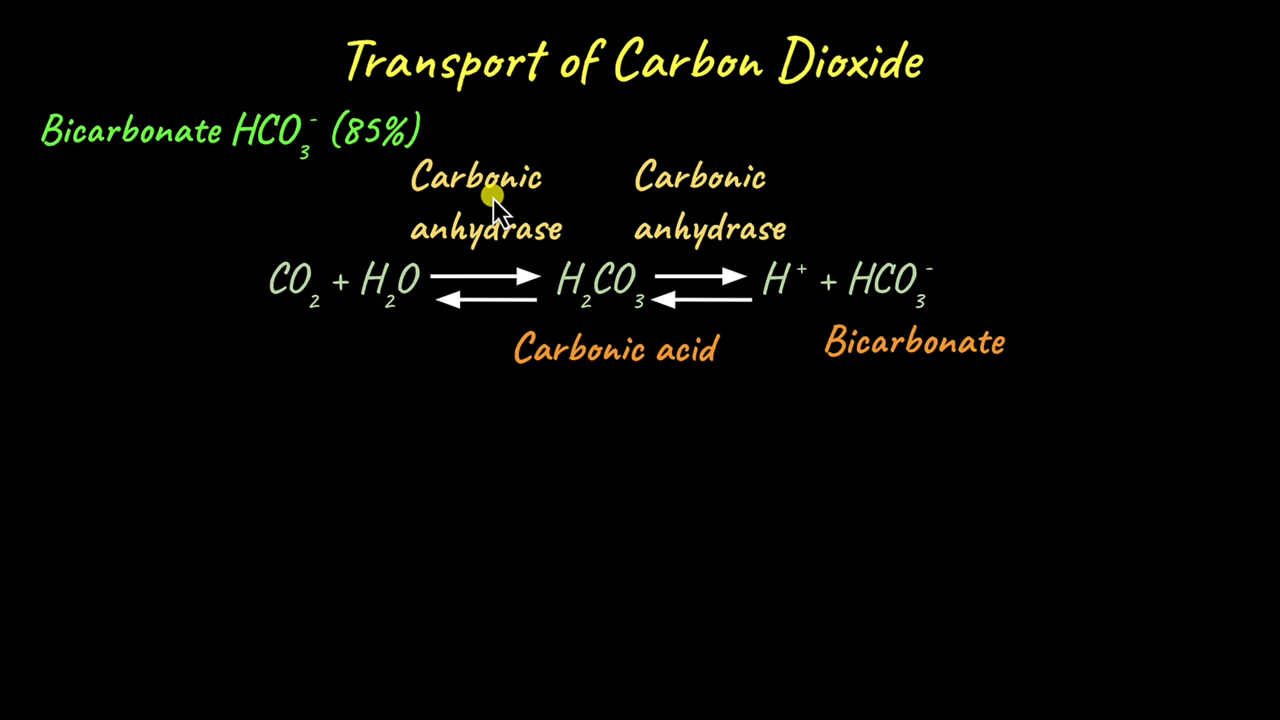 Transport of Carbon Dioxide
Bicarbonate HCO₃⁻ (85%)
Carbonic anhydrase
Carbonic anhydrase
CO₂ + H₂O ⇌ H₂CO₃ ⇌ H⁺ + HCO₃⁻
Carbonic acid
Bicarbonate